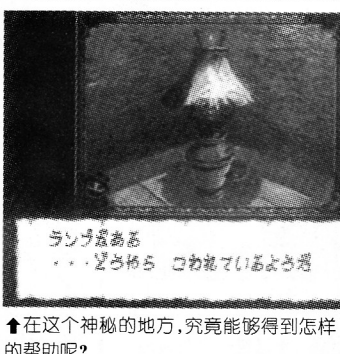 ランプがある
・・・どうやら こわれているようだ
⬆在这个神秘的地方,究竟能够得到怎样
的帮助呢?